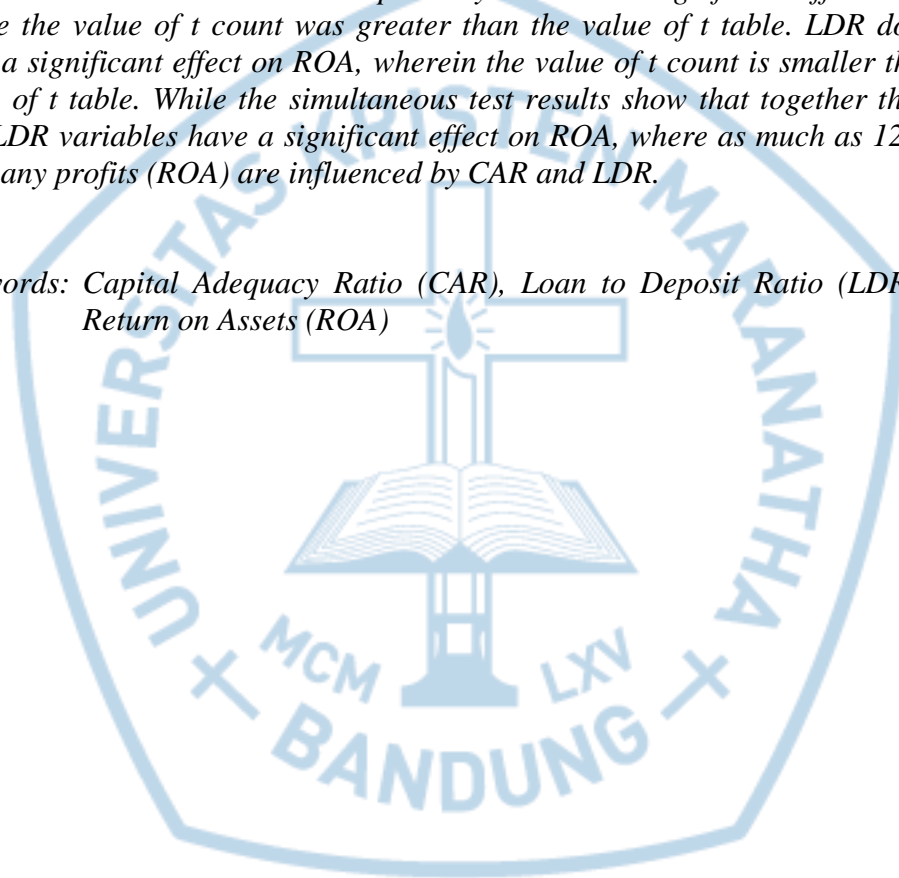 the value of t count was greater than the value of t table. LDR do
a significant effect on ROA, wherein the value of t count is smaller th
of t table. While the simultaneous test results show that together th
LDR variables have a significant effect on ROA, where as much as 12
any profits (ROA) are influenced by CAR and LDR.
ords: Capital Adequacy Ratio (CAR), Loan to Deposit Ratio (LDR
Return on Assets (ROA)
UNIVERSITAS KRISTEN MARANATHA
MCM LXV
BANDUNG